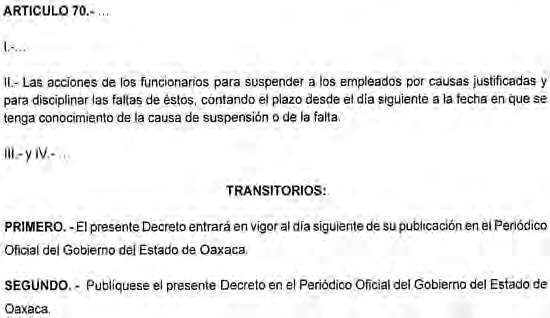 ARTICULO 70.- ...
I.-...
II.- Las acciones de los funcionarios para suspender a los empleados por causas justificadas y
para disciplinar las faltas de éstos, contando el plazo desde el día siguiente a la fecha en que se
tenga conocimiento de la causa de suspensión o de la falta.
III.- y IV.- ...
TRANSITORIOS:
PRIMERO. - El presente Decreto entrará en vigor al día siguiente de su publicación en el Periódico
Oficial del Gobierno del Estado de Oaxaca.
SEGUNDO. - Publíquese el presente Decreto en el Periódico Oficial del Gobierno del Estado de
Oaxaca.